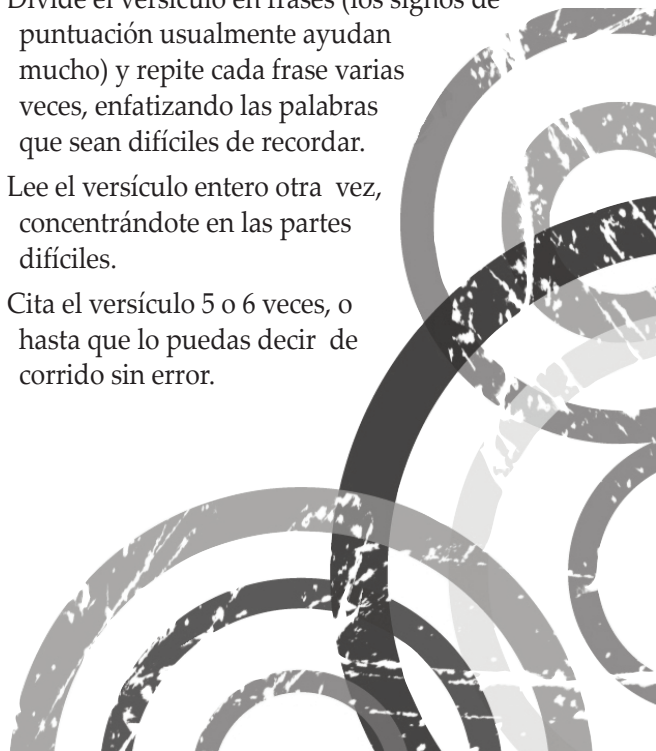 Divide el versículo en frases (los signos de
puntuación usualmente ayudan
mucho) y repite cada frase varias
veces, enfatizando las palabras
que sean difíciles de recordar.
Lee el versículo entero otra vez,
concentrándote en las partes
difíciles.
Cita el versículo 5 o 6 veces, o
hasta que lo puedas decir de
corrido sin error.